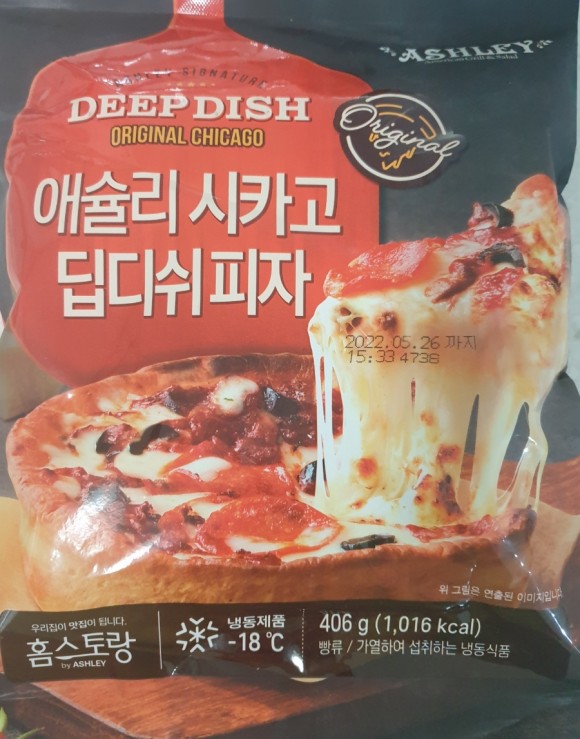 ASHLEY
American Grill & Salad
ASHLEY SIGNATURE
DEEP DISH
ORIGINAL CHICAGO
Original
애슐리 시카고
딥디쉬 피자
2022.05.26 까지
15:33 4738
위 그림은 연출된 이미지입니다
우리집이 맛집이 됩니다.
홈스토랑
by ASHLEY
냉동제품
-18 ℃
406 g (1,016 kcal)
빵류 / 가열하여 섭취하는 냉동식품